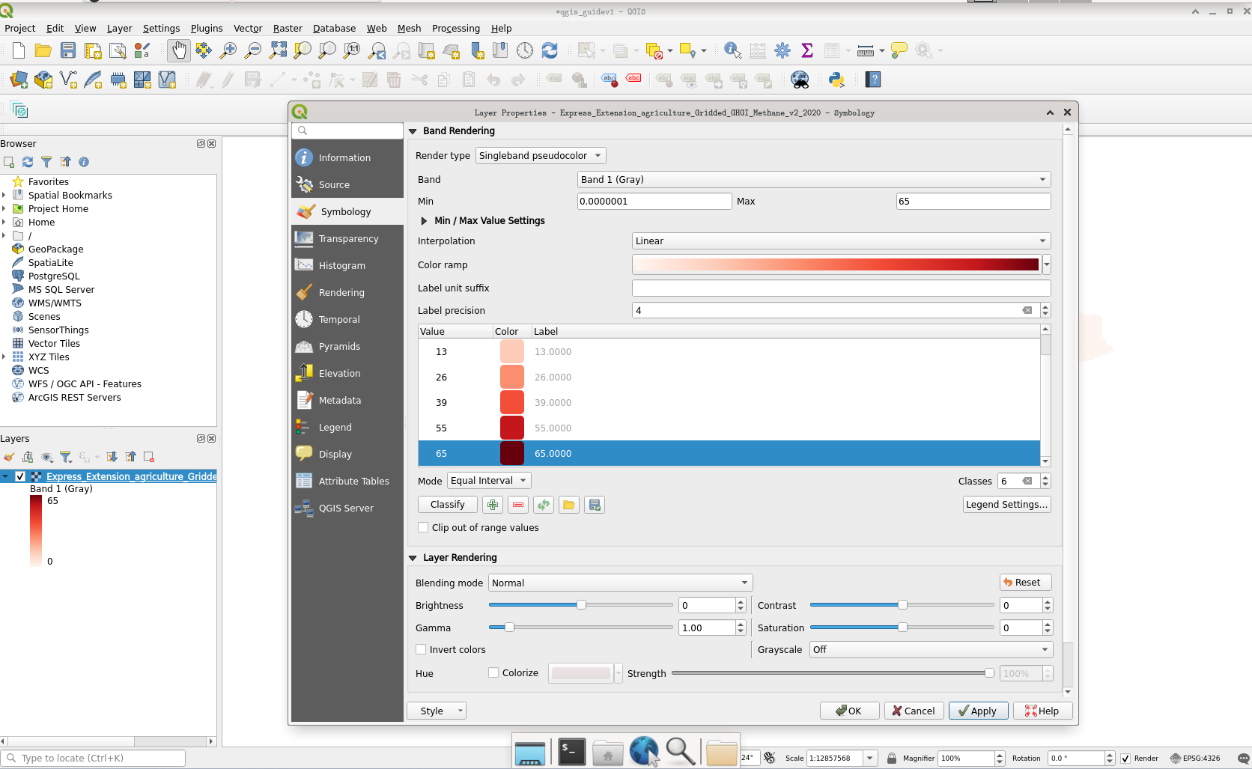 *qgis_guidev1 - QGIS
Project Edit View Layer Settings Plugins Vector Raster Database Web Mesh Processing Help
Browser
Favorites
Spatial Bookmarks
Project Home
Home
/
GeoPackage
SpatiaLite
PostgreSQL
MS SQL Server
WMS/WMTS
Scenes
SensorThings
Vector Tiles
XYZ Tiles
WCS
WFS / OGC API - Features
ArcGIS REST Servers
Layers
Express_Extension_agriculture_Gridde
Band 1 (Gray)
65
0
Layer Properties - Express_Extension_agriculture_Gridded_GHGI_Methane_v2_2020 - Symbology
Information
Source
Symbology
Transparency
Histogram
Rendering
Temporal
Pyramids
Elevation
Metadata
Legend
Display
Attribute Tables
QGIS Server
Band Rendering
Render type Singleband pseudocolor
Band Band 1 (Gray)
Min 0.0000001 Max 65
Min / Max Value Settings
Interpolation Linear
Color ramp
Label unit suffix
Label precision 4
Value Color Label
13 13.0000
26 26.0000
39 39.0000
55 55.0000
65 65.0000
Mode Equal Interval Classes 6
Classify Legend Settings...
Clip out of range values
Layer Rendering
Blending mode Normal Reset
Brightness 0 Contrast 0
Gamma 1.00 Saturation 0
Invert colors Grayscale Off
Hue Colorize Strength 100%
Style OK Cancel Apply Help
Type to locate (Ctrl+K) 24° Scale 1:12857568 Magnifier 100% Rotation 0.0 ° Render EPSG:4326